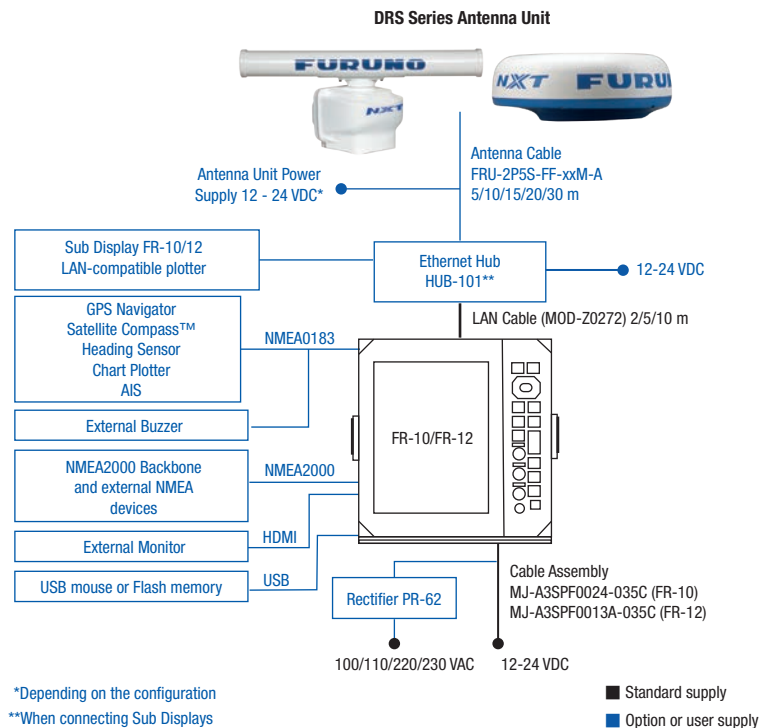 DRS Series Antenna Unit
FURUNO
NXT
NXT FURUN
Antenna Cable
FRU-2P5S-FF-xxM-A
5/10/15/20/30 m
Antenna Unit Power
Supply 12 - 24 VDC*
Sub Display FR-10/12
LAN-compatible plotter
Ethernet Hub
HUB-101**
12-24 VDC
LAN Cable (MOD-Z0272) 2/5/10 m
GPS Navigator
Satellite Compass™
Heading Sensor
Chart Plotter
AIS
NMEA0183
External Buzzer
FR-10/FR-12
NMEA2000 Backbone
and external NMEA
devices
NMEA2000
External Monitor
HDMI
USB mouse or Flash memory
USB
Rectifier PR-62
Cable Assembly
MJ-A3SPF0024-035C (FR-10)
MJ-A3SPF0013A-035C (FR-12)
100/110/220/230 VAC
12-24 VDC
*Depending on the configuration
**When connecting Sub Displays
Standard supply
Option or user supply